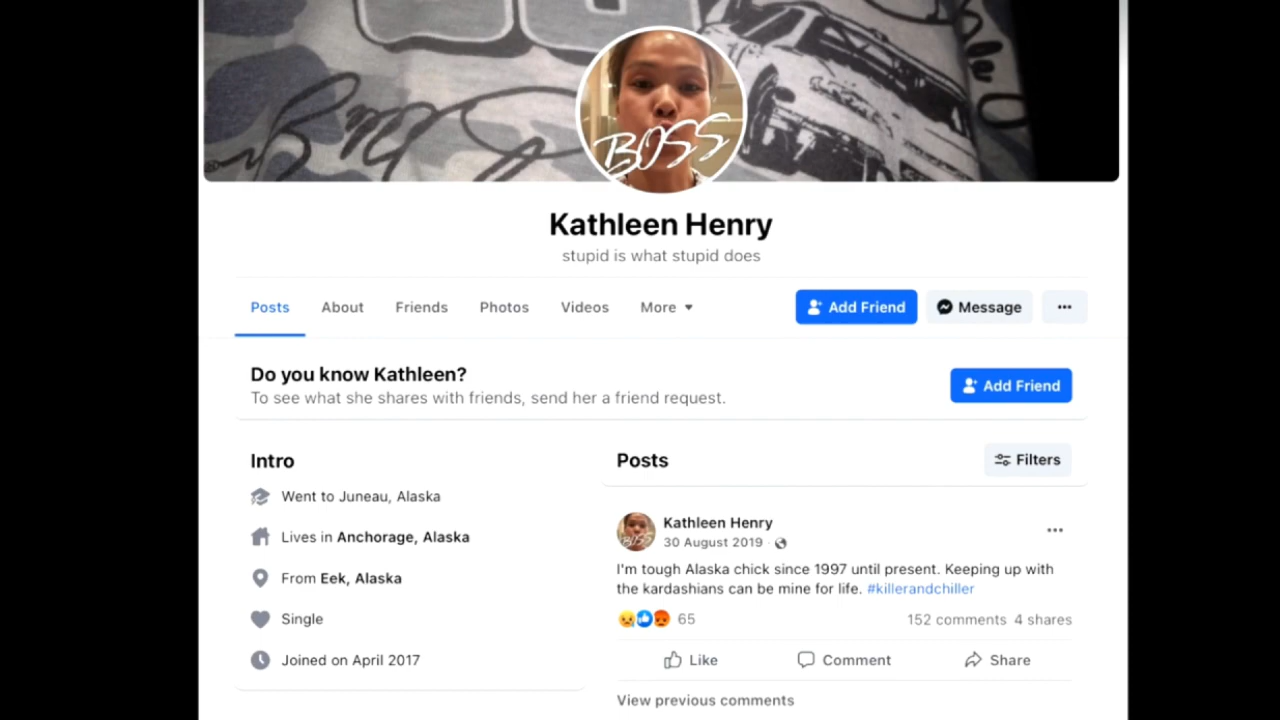 BOSS
Kathleen Henry
stupid is what stupid does
Posts About Friends Photos Videos More Add Friend Message
Do you know Kathleen?
To see what she shares with friends, send her a friend request.
Add Friend
Intro
Went to Juneau, Alaska
Lives in Anchorage, Alaska
From Eek, Alaska
Single
Joined on April 2017
Posts
Filters
Kathleen Henry
30 August 2019
I'm tough Alaska chick since 1997 until present. Keeping up with
the kardashians can be mine for life. #killerandchiller
65 152 comments 4 shares
Like Comment Share
View previous comments